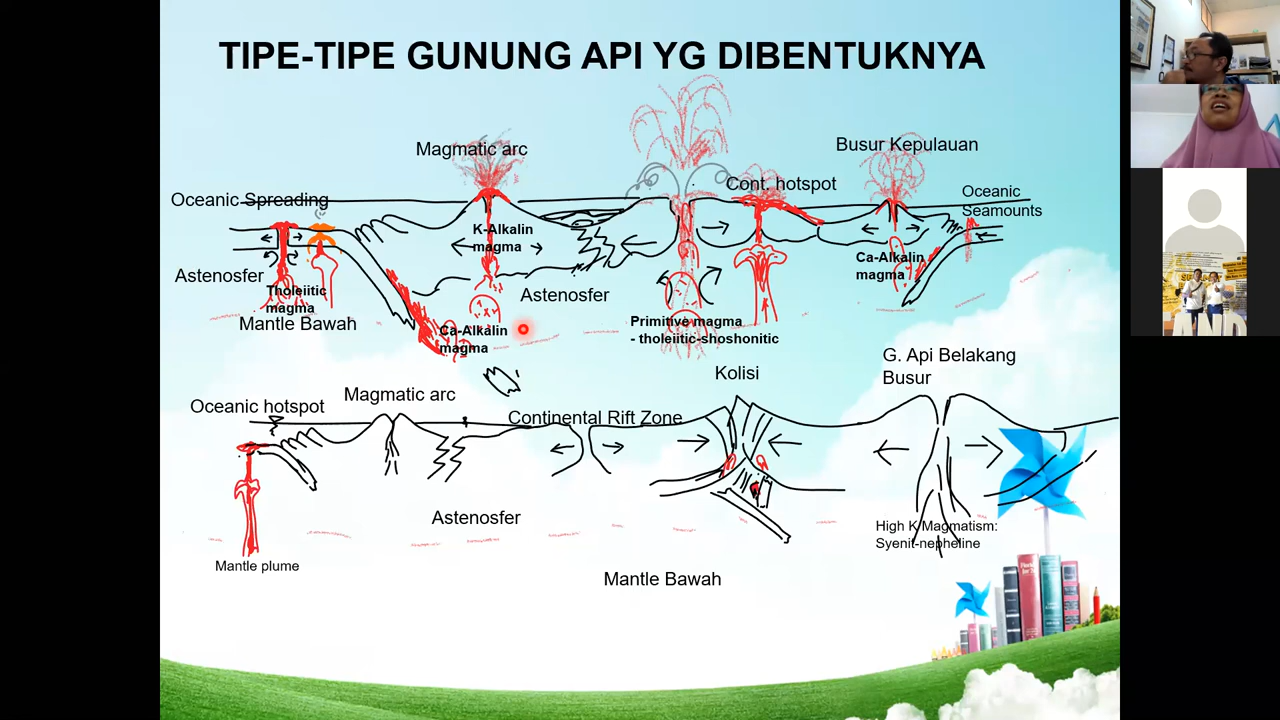 TIPE-TIPE GUNUNG API YG DIBENTUKNYA
Magmatic arc
Busur Kepulauan
Cont. hotspot
Oceanic Spreading
Oceanic
Seamounts
K-Alkalin
magma
Ca-Alkalin
magma
Astenosfer
Tholeiitic
magma
Astenosfer
Mantle Bawah
Ca-Alkalin
magma
Primitive magma
- tholeiitic-shoshonitic
G. Api Belakang
Busur
Kolisi
Magmatic arc
Oceanic hotspot
Continental Rift Zone
Astenosfer
High K Magmatism:
Syenit-nepheline
Mantle plume
Mantle Bawah
AND